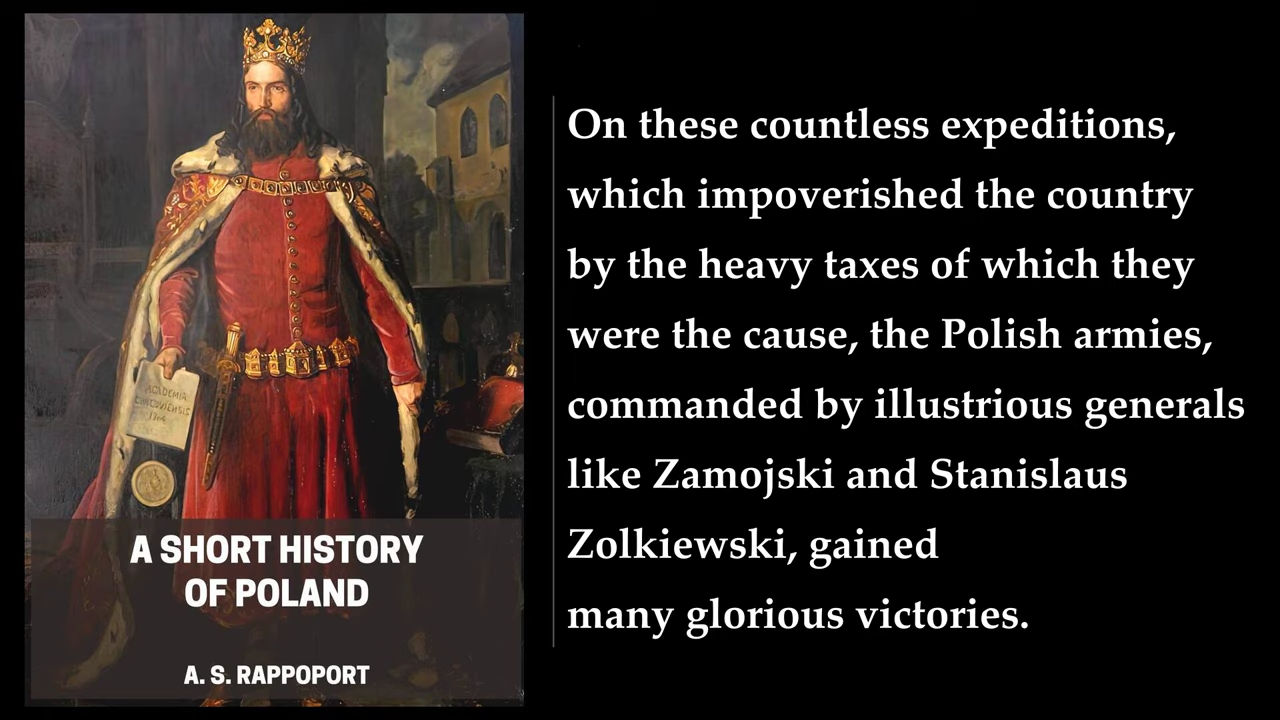 ACADEMIA
A SHORT HISTORY
OF POLAND
A. S. RAPPOPORT
On these countless expeditions,
which impoverished the country
by the heavy taxes of which they
were the cause, the Polish armies,
commanded by illustrious generals
like Zamojski and Stanislaus
Zolkiewski, gained
many glorious victories.